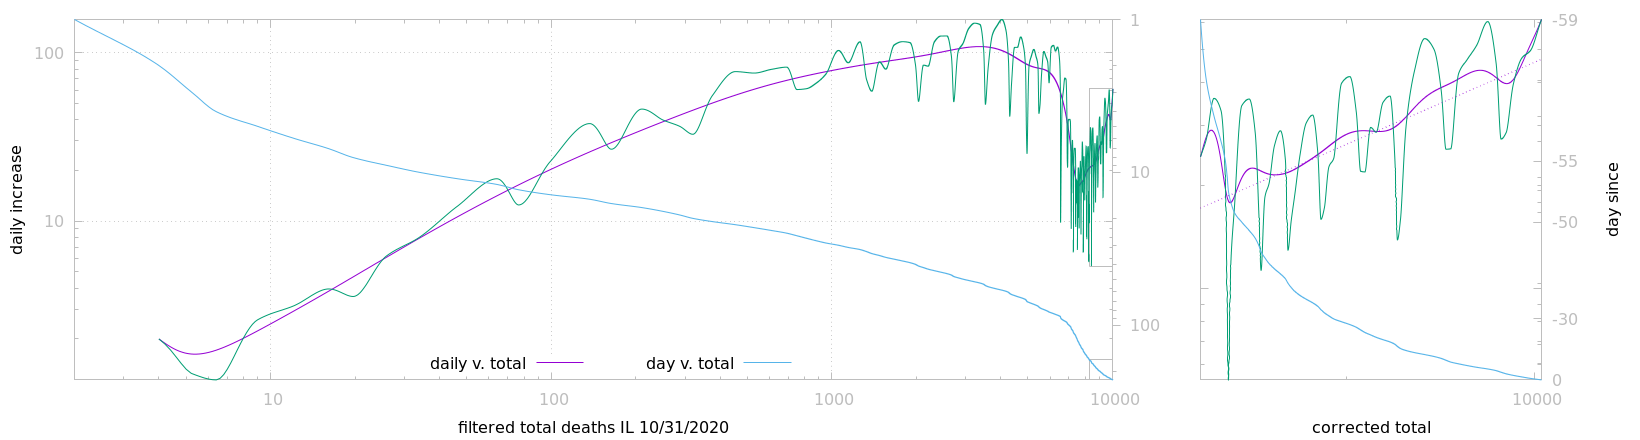 daily increase
100
10
1
10
100
10
100
1000
10000
daily v. total
day v. total
filtered total deaths IL 10/31/2020
-59
-55
-50
-30
0
10000
day since
corrected total